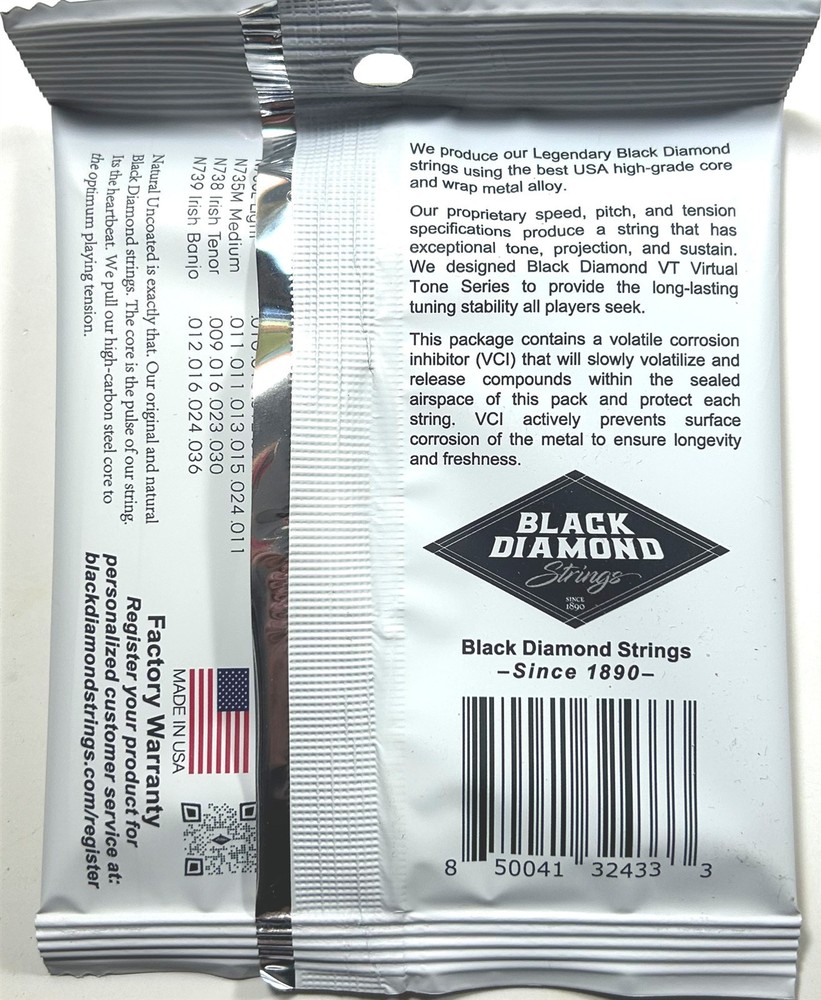 We produce our Legendary Black Diamond
strings using the best USA high-grade core
and wrap metal alloy.
Our proprietary speed, pitch, and tension
specifications produce a string that has
exceptional tone, projection, and sustain.
We designed Black Diamond VT Virtual
Tone Series to provide the long-lasting
tuning stability all players seek.
This package contains a volatile corrosion
inhibitor (VCI) that will slowly volatilize and
release compounds within the sealed
airspace of this pack and protect each
string. VCI actively prevents surface
corrosion of the metal to ensure longevity
and freshness.
BLACK
DIAMOND
Strings
SINCE
1890
Black Diamond Strings
–Since 1890–
8 50041 32433 3
N735M Medium .011 .011 .013 .015 .024 .011
N738 Irish Tenor .009 .016 .023 .030
N739 Irish Banjo .012 .016 .024 .036
Natural Uncoated is exactly that. Our original and natural
Black Diamond strings. The core is the pulse of our string.
Its the heartbeat. We pull our high-carbon steel core to
the optimum playing tension.
MADE IN USA
Factory Warranty
Register your product for
personalized customer service at:
blackdiamondstrings.com/register